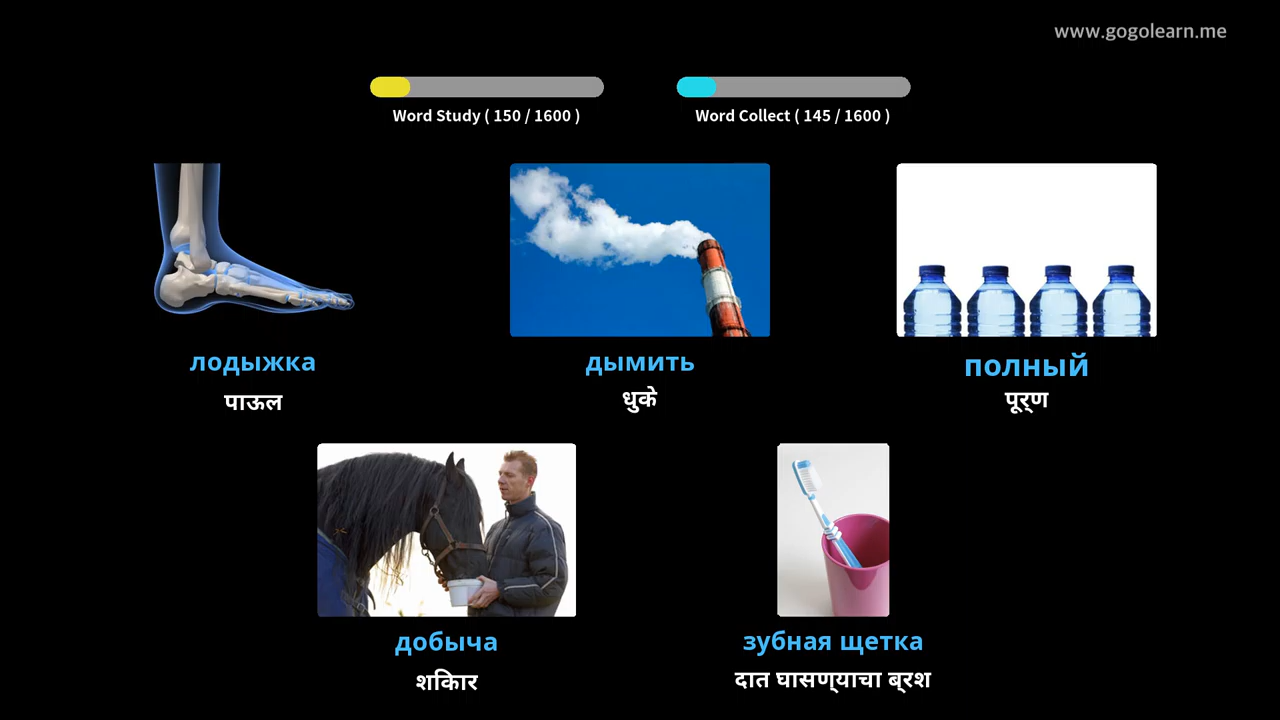 www.gogolearn.me
Word Study ( 150 / 1600 )
Word Collect ( 145 / 1600 )
лодыжка
पाऊल
дымить
धुके
полный
पूर्ण
добыча
शिकार
зубная щетка
दात घासण्याचा ब्रश